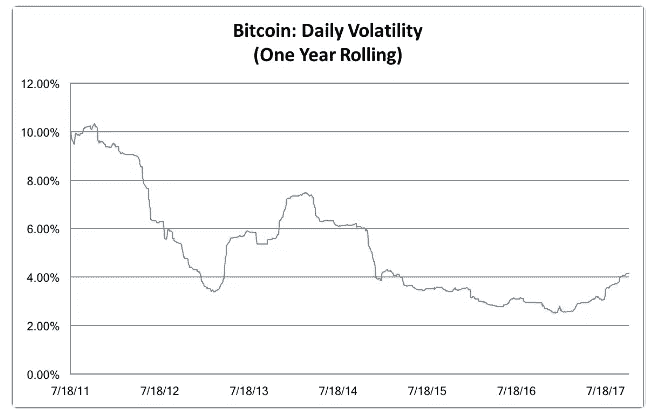 Bitcoin: Daily Volatility
(One Year Rolling)
12.00%
10.00%
8.00%
6.00%
4.00%
2.00%
0.00%
7/18/11 7/18/12 7/18/13 7/18/14 7/18/15 7/18/16 7/18/17